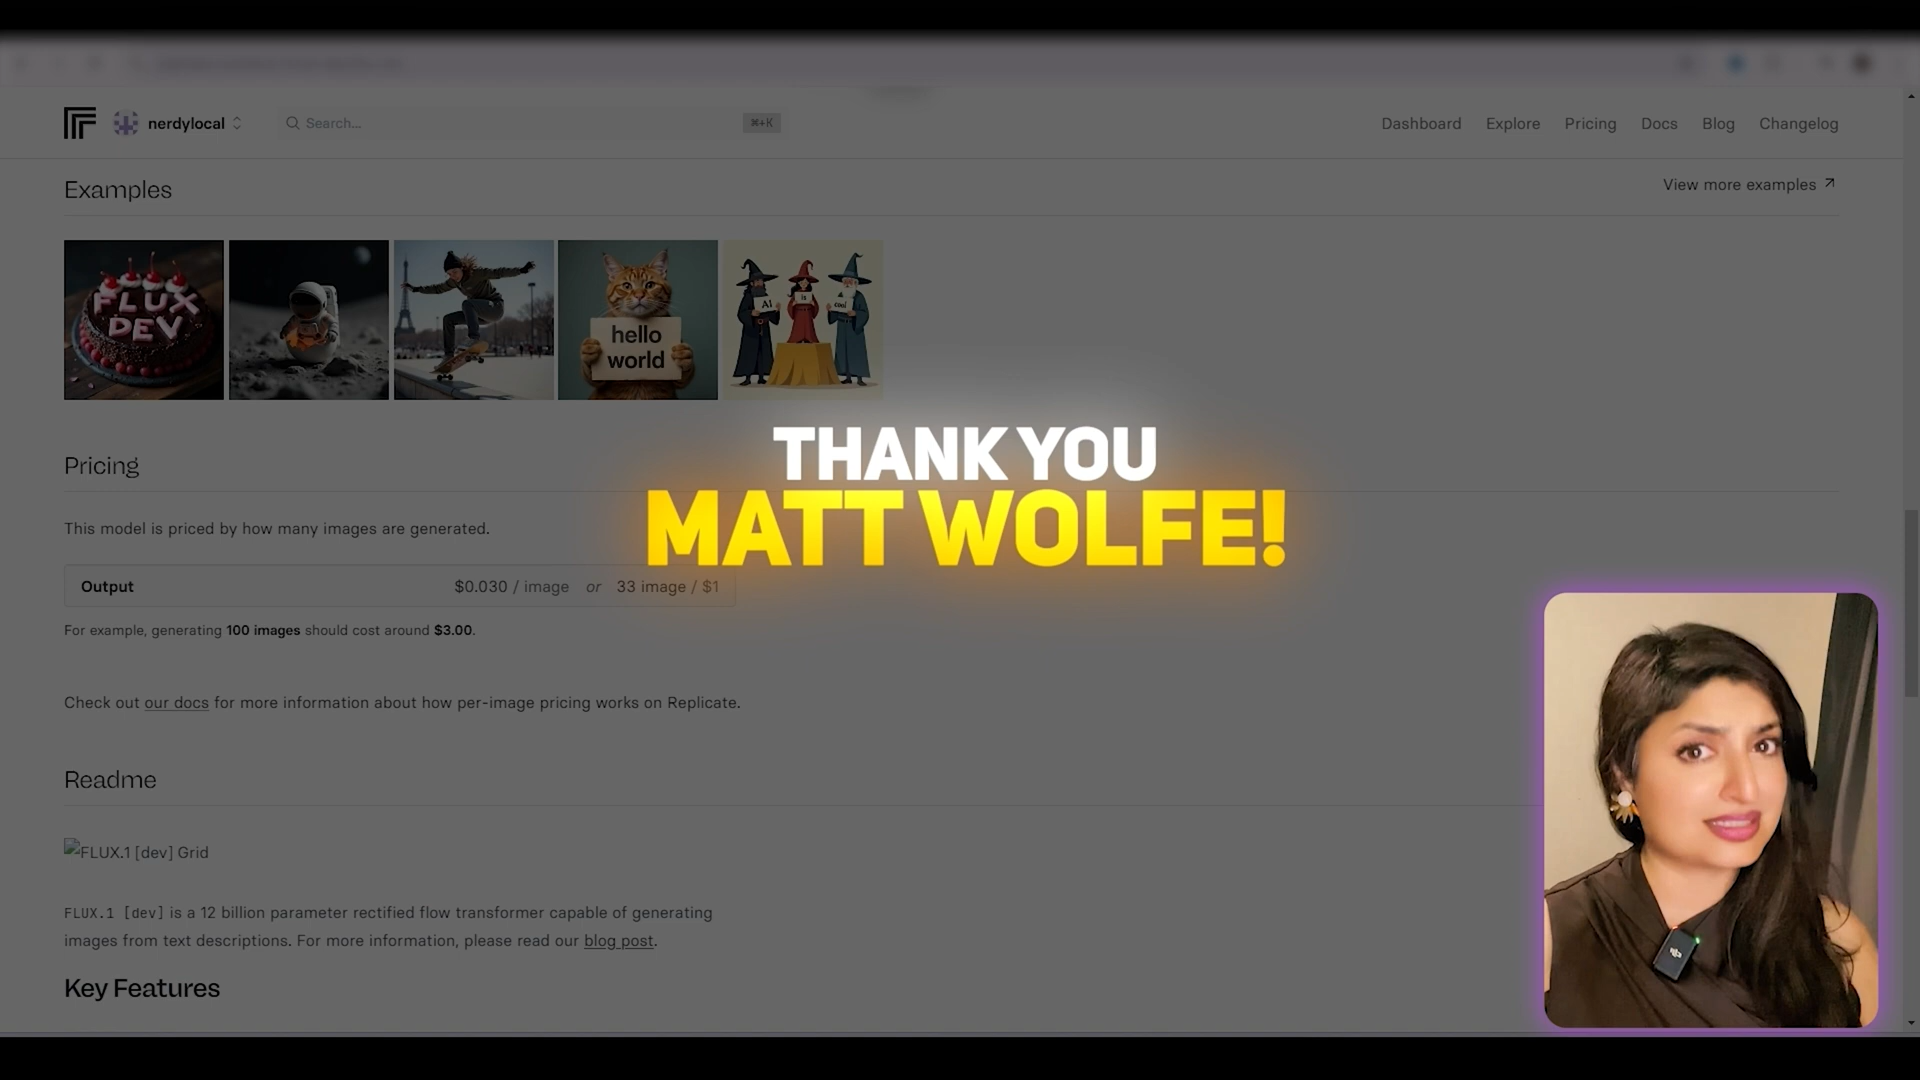 nerdylocal
Search...
⌘+K
Dashboard
Explore
Pricing
Docs
Blog
Changelog
Examples
View more examples
FLUX
DEV
hello
world
AI
is
cool
THANK YOU
MATT WOLFE!
Pricing
This model is priced by how many images are generated.
Output $0.030 / image or 33 image / $1
For example, generating 100 images should cost around $3.00.
Check out our docs for more information about how per-image pricing works on Replicate.
Readme
FLUX.1 [dev] Grid
FLUX.1 [dev] is a 12 billion parameter rectified flow transformer capable of generating
images from text descriptions. For more information, please read our blog post.
Key Features